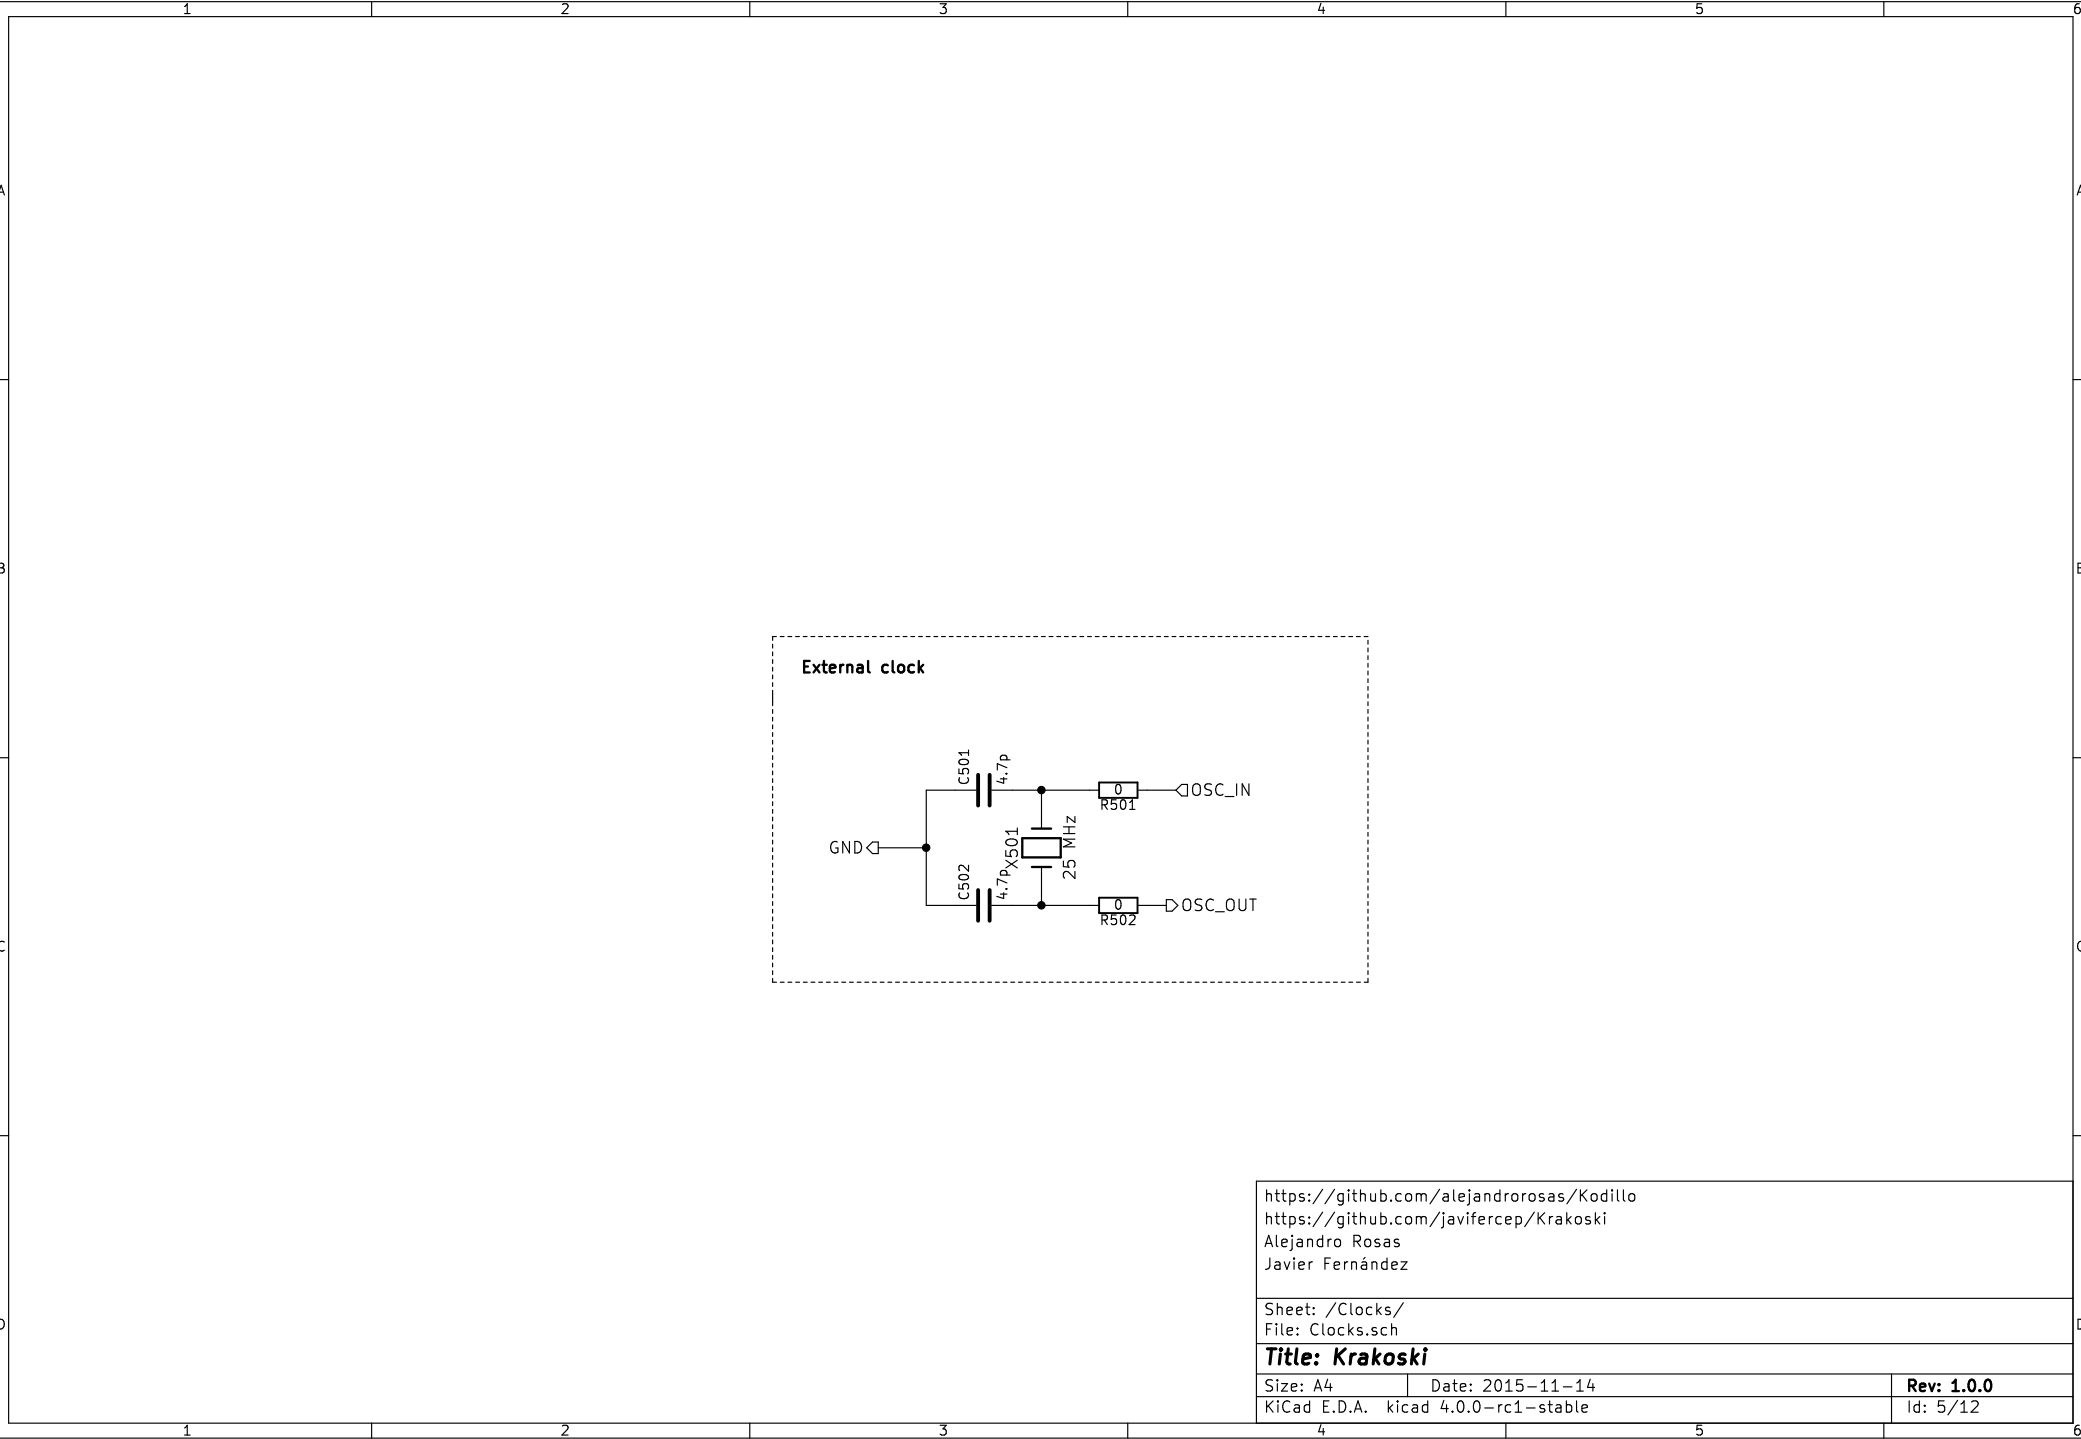 1 2 3 4 5 6
A A
B B
C C
D D
External clock
C501
4.7p
0
R501
OSC_IN
GND
X501
25 MHz
C502
4.7p
0
R502
OSC_OUT
https://github.com/alejandrorosas/Kodillo
https://github.com/javifercep/Krakoski
Alejandro Rosas
Javier Fernández
Sheet: /Clocks/
File: Clocks.sch
Title: Krakoski
Size: A4 Date: 2015-11-14 Rev: 1.0.0
KiCad E.D.A. kicad 4.0.0-rc1-stable Id: 5/12
1 2 3 4 5 6